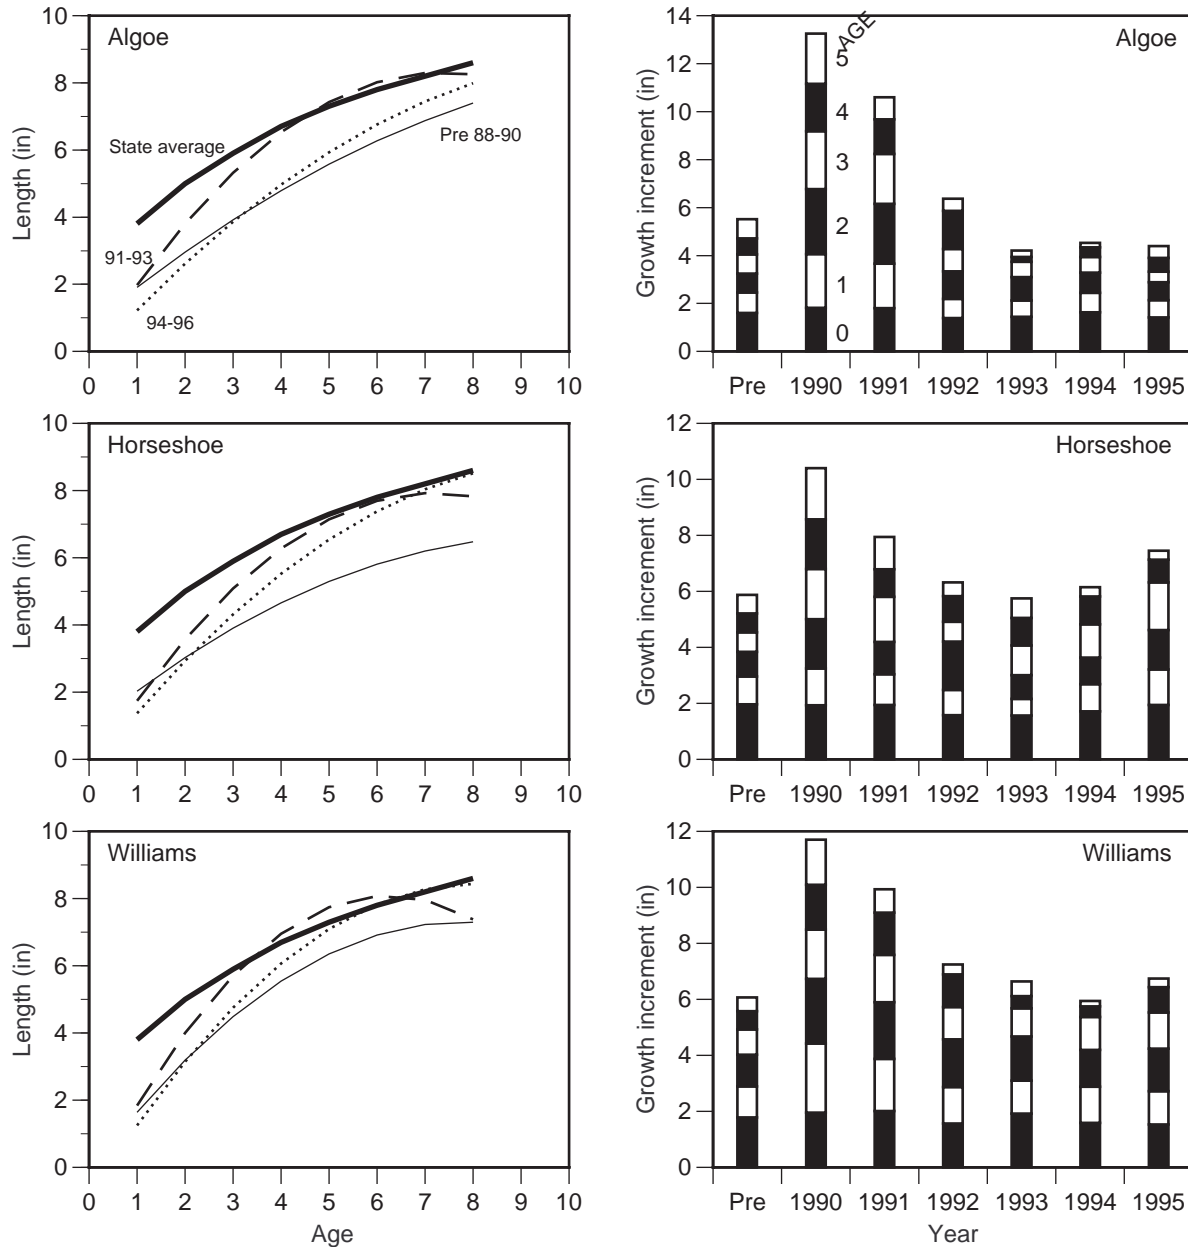 Algoe
10
8
6
4
2
0
Length (in)
State average
Pre 88-90
91-93
94-96
0 1 2 3 4 5 6 7 8 9 10
Algoe
14
12
10
8
6
4
2
0
Growth increment (in)
AGE
5
4
3
2
1
0
Pre 1990 1991 1992 1993 1994 1995
Horseshoe
10
8
6
4
2
0
Length (in)
0 1 2 3 4 5 6 7 8 9 10
Horseshoe
12
10
8
6
4
2
0
Growth increment (in)
Pre 1990 1991 1992 1993 1994 1995
Williams
10
8
6
4
2
0
Length (in)
0 1 2 3 4 5 6 7 8 9 10
Age
Williams
12
10
8
6
4
2
0
Growth increment (in)
Pre 1990 1991 1992 1993 1994 1995
Year